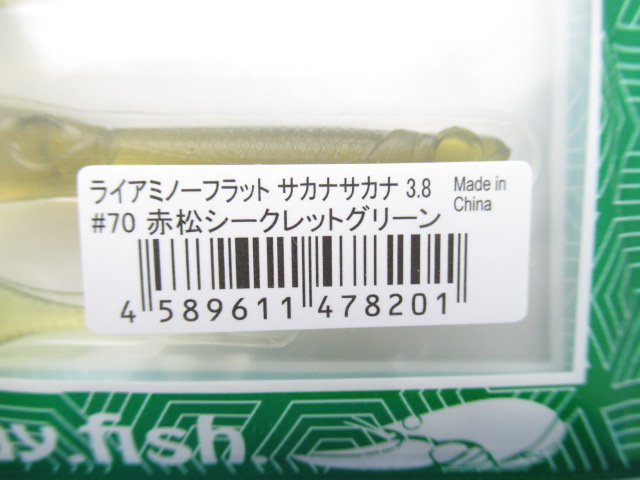 ライアミノーフラット サカナサカナ 3.8 Made in China
#70 赤松シークレットグリーン
4 589611 478201
.fish.